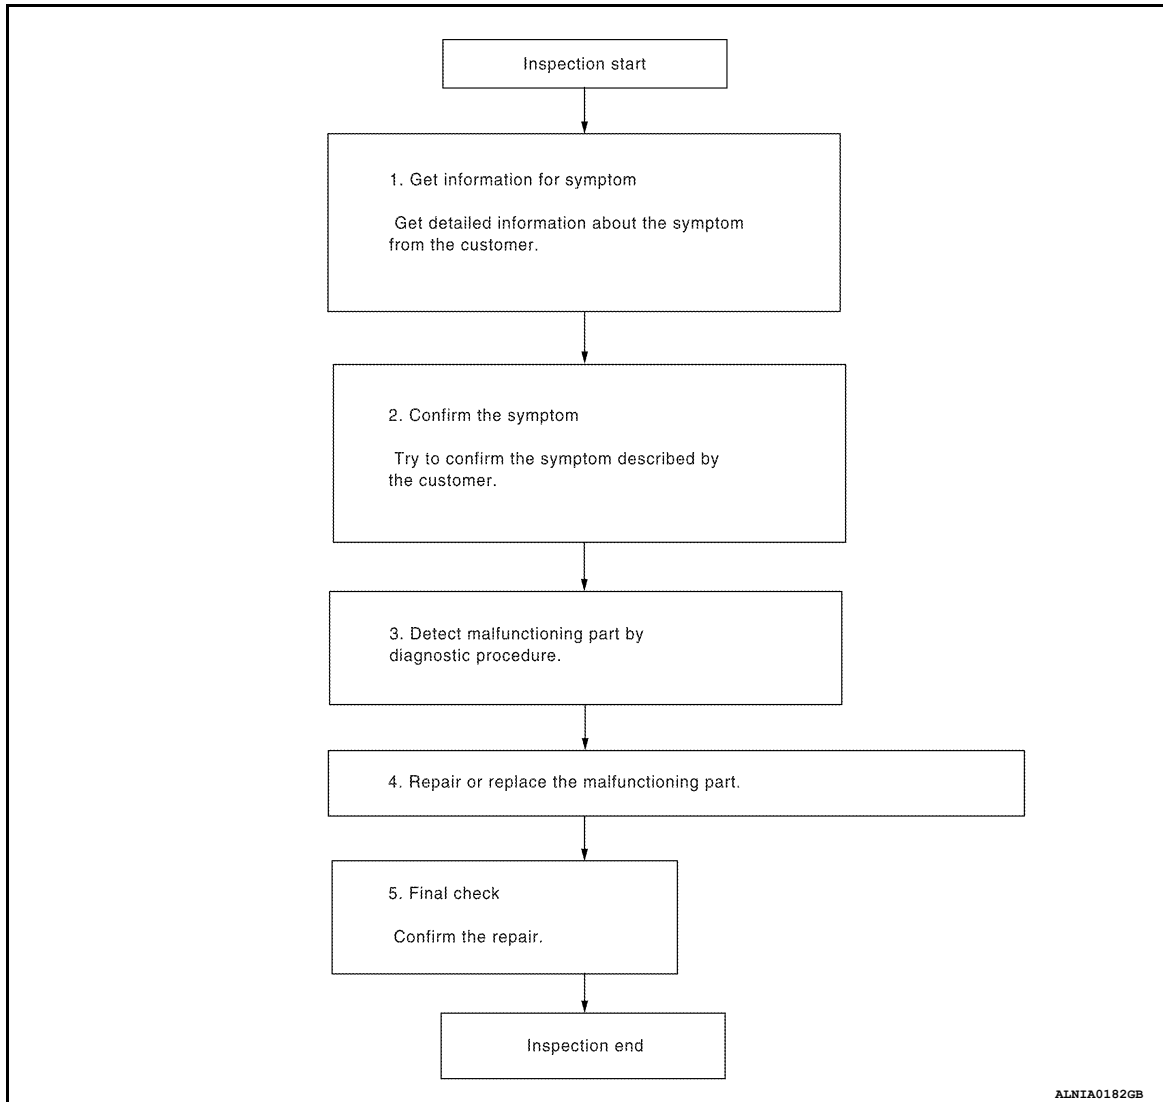 Inspection start
1. Get information for symptom
Get detailed information about the symptom
from the customer.
2. Confirm the symptom
Try to confirm the symptom described by
the customer.
3. Detect malfunctioning part by
diagnostic procedure.
4. Repair or replace the malfunctioning part.
5. Final check
Confirm the repair.
Inspection end
ALNIA0182GB